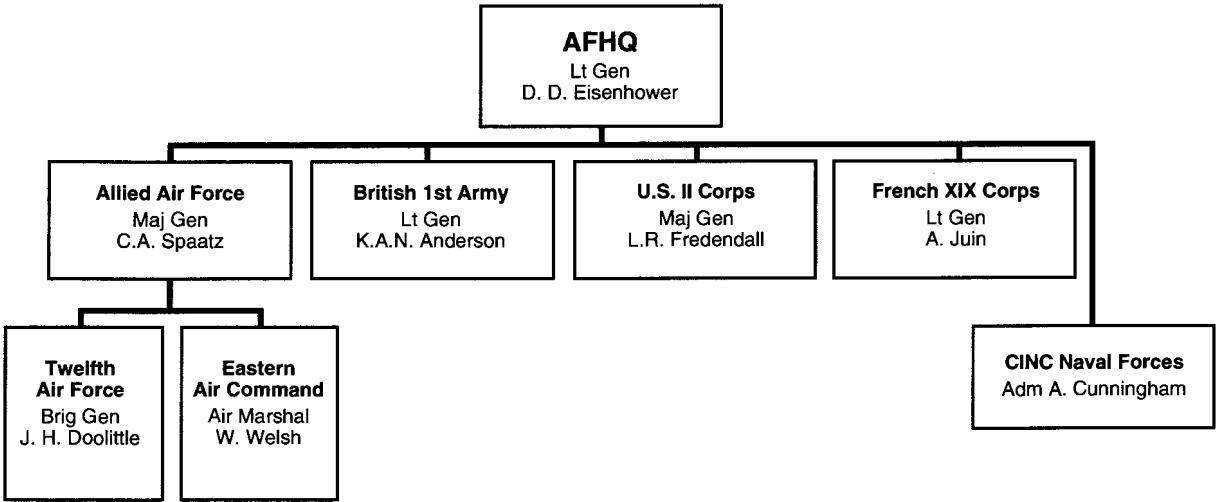 AFHQ
Lt Gen
D. D. Eisenhower
Allied Air Force
Maj Gen
C.A. Spaatz
British 1st Army
Lt Gen
K.A.N. Anderson
U.S. II Corps
Maj Gen
L.R. Fredendall
French XIX Corps
Lt Gen
A. Juin
Twelfth
Air Force
Brig Gen
J. H. Doolittle
Eastern
Air Command
Air Marshal
W. Welsh
CINC Naval Forces
Adm A. Cunningham